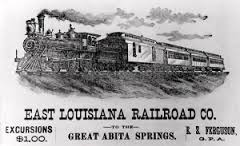 EAST LOUISIANA RAILROAD CO.
EXCURSIONS
$1.00.
TO THE
GREAT ABITA SPRINGS.
E. S. FERGUSON,
G. P. A.